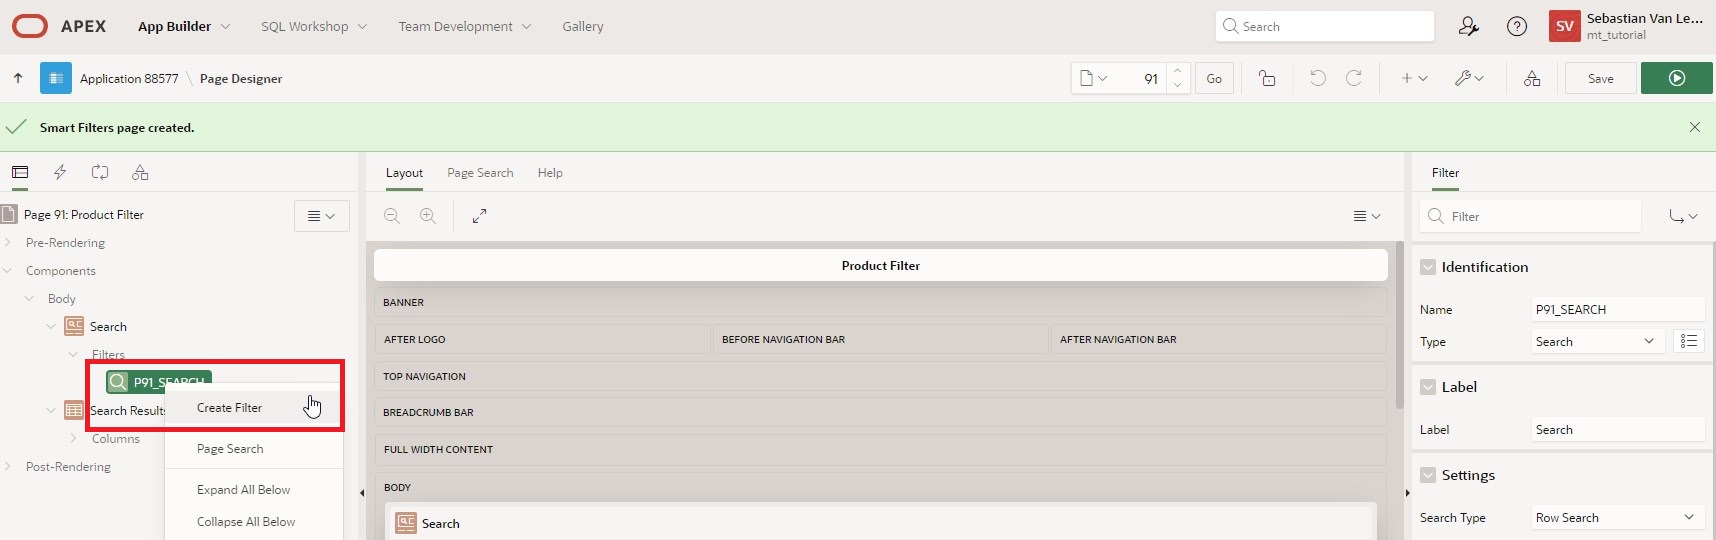 APEX App Builder SQL Workshop Team Development Gallery Search SV Sebastian Van Le...
mt_tutorial
Application 88577 \ Page Designer 91 Go Save
Smart Filters page created.
Layout Page Search Help Filter
Page 91: Product Filter Filter
Pre-Rendering
Components
Body
Search
Filters
P91_SEARCH
Search Results
Columns
Post-Rendering
Create Filter
Page Search
Expand All Below
Collapse All Below
Product Filter
BANNER
AFTER LOGO BEFORE NAVIGATION BAR AFTER NAVIGATION BAR
TOP NAVIGATION
BREADCRUMB BAR
FULL WIDTH CONTENT
BODY
Search
Identification
Name P91_SEARCH
Type Search
Label
Label Search
Settings
Search Type Row Search